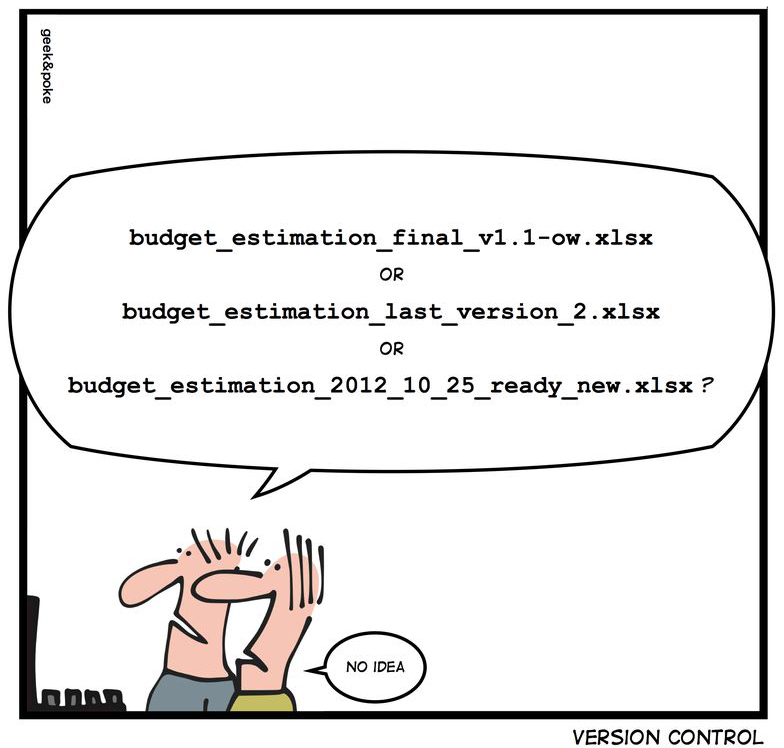 geek&poke
budget_estimation_final_v1.1-ow.xlsx
OR
budget_estimation_last_version_2.xlsx
OR
budget_estimation_2012_10_25_ready_new.xlsx ?
NO IDEA
VERSION CONTROL